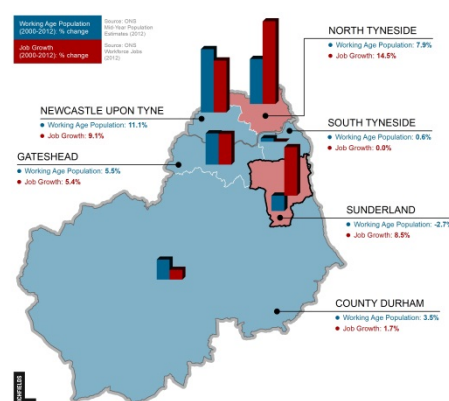 Working Age Population
(2000-2012): % change
Source: ONS
Mid-Year Population
Estimates (2012)
Job Growth
(2000-2012): % change
Source: ONS
Workforce Jobs
(2012)
NORTH TYNESIDE
Working Age Population: 7.9%
Job Growth: 14.5%
NEWCASTLE UPON TYNE
Working Age Population: 11.1%
Job Growth: 9.1%
SOUTH TYNESIDE
Working Age Population: 0.6%
Job Growth: 0.0%
GATESHEAD
Working Age Population: 5.5%
Job Growth: 5.4%
SUNDERLAND
Working Age Population: -2.7%
Job Growth: 8.5%
COUNTY DURHAM
Working Age Population: 3.5%
Job Growth: 1.7%